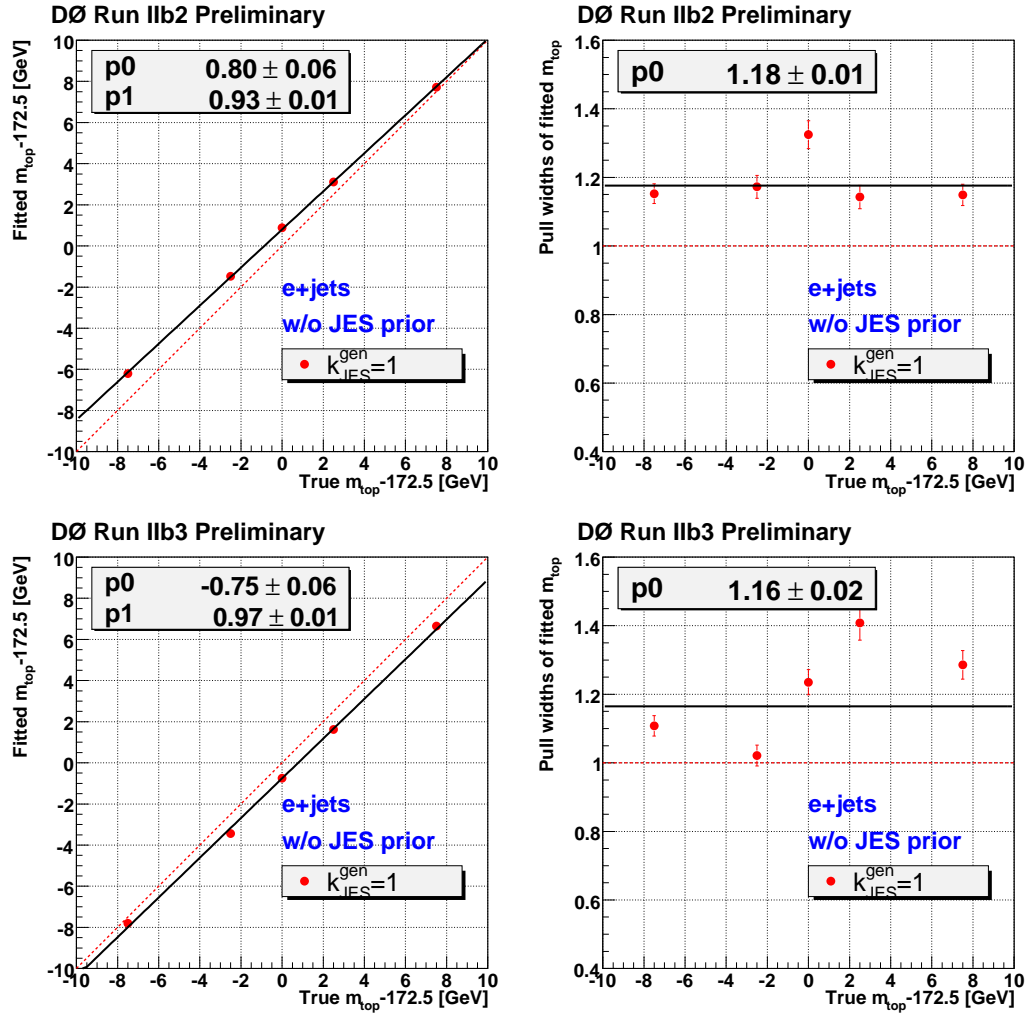 DØ Run IIb2 Preliminary
Fitted m_top-172.5 [GeV]
10
8
6
4
2
0
-2
-4
-6
-8
-10
p0 0.80 ± 0.06
p1 0.93 ± 0.01
e+jets
w/o JES prior
k_JES^gen=1
-10 -8 -6 -4 -2 0 2 4 6 8 10
True m_top-172.5 [GeV]
DØ Run IIb2 Preliminary
Pull widths of fitted m_top
1.6
1.4
1.2
1
0.8
0.6
0.4
p0 1.18 ± 0.01
e+jets
w/o JES prior
k_JES^gen=1
-10 -8 -6 -4 -2 0 2 4 6 8 10
True m_top-172.5 [GeV]
DØ Run IIb3 Preliminary
Fitted m_top-172.5 [GeV]
10
8
6
4
2
0
-2
-4
-6
-8
-10
p0 -0.75 ± 0.06
p1 0.97 ± 0.01
e+jets
w/o JES prior
k_JES^gen=1
-10 -8 -6 -4 -2 0 2 4 6 8 10
True m_top-172.5 [GeV]
DØ Run IIb3 Preliminary
Pull widths of fitted m_top
1.6
1.4
1.2
1
0.8
0.6
0.4
p0 1.16 ± 0.02
e+jets
w/o JES prior
k_JES^gen=1
-10 -8 -6 -4 -2 0 2 4 6 8 10
True m_top-172.5 [GeV]